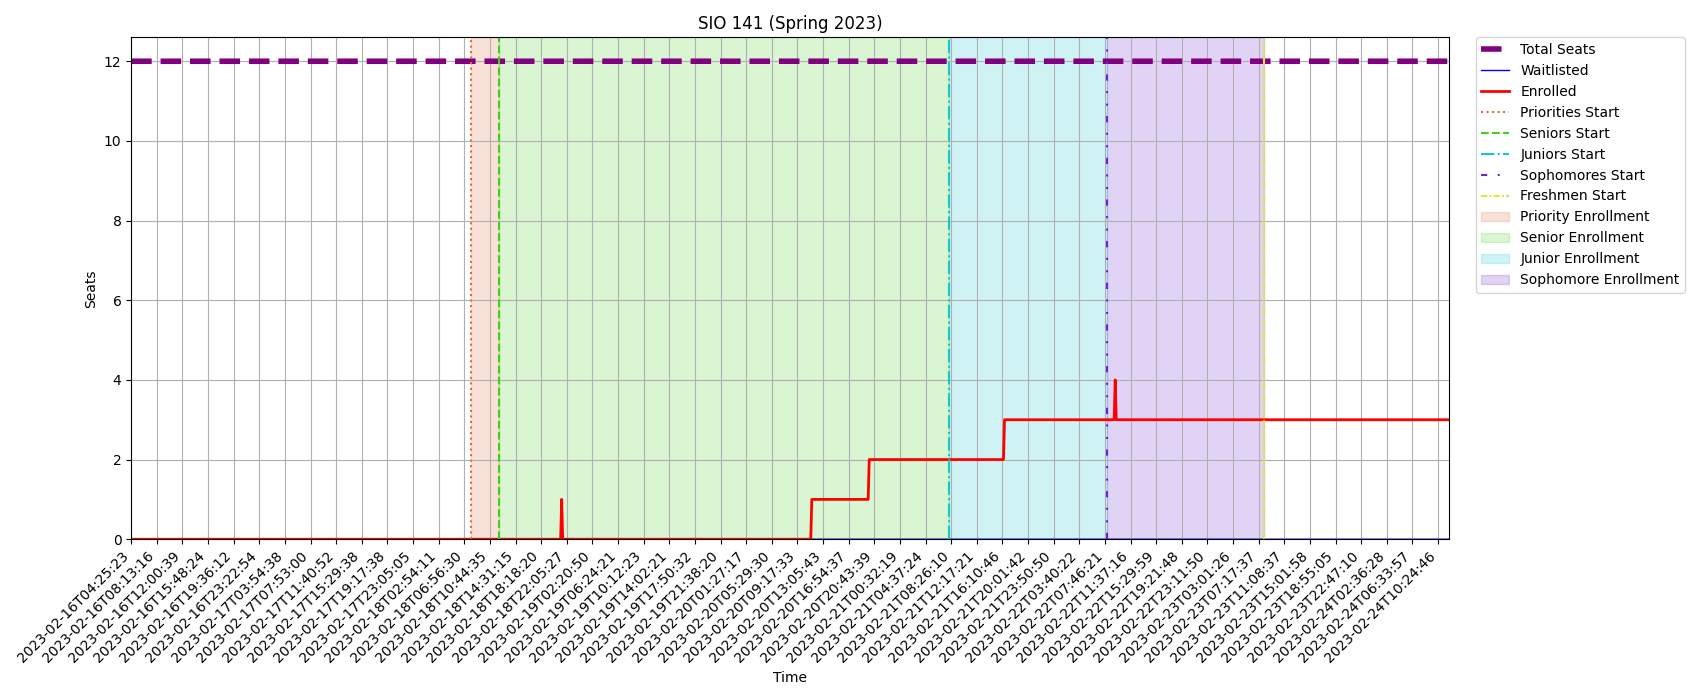 SIO 141 (Spring 2023)
Total Seats
Waitlisted
Enrolled
Priorities Start
Seniors Start
Juniors Start
Sophomores Start
Freshmen Start
Priority Enrollment
Senior Enrollment
Junior Enrollment
Sophomore Enrollment
Seats
12
10
8
6
4
2
0
2023-02-16T04:25:23
2023-02-16T08:13:16
2023-02-16T12:00:39
2023-02-16T15:48:24
2023-02-16T19:36:12
2023-02-16T23:22:54
2023-02-17T03:54:38
2023-02-17T07:53:00
2023-02-17T11:40:52
2023-02-17T15:29:38
2023-02-17T19:17:38
2023-02-17T23:05:05
2023-02-18T02:54:11
2023-02-18T06:56:30
2023-02-18T10:44:35
2023-02-18T14:31:15
2023-02-18T18:18:20
2023-02-18T22:05:27
2023-02-19T02:20:50
2023-02-19T06:24:21
2023-02-19T10:12:23
2023-02-19T14:02:21
2023-02-19T17:50:32
2023-02-19T21:38:20
2023-02-20T01:27:17
2023-02-20T05:29:30
2023-02-20T09:17:33
2023-02-20T13:05:43
2023-02-20T16:54:37
2023-02-20T20:43:39
2023-02-21T00:32:19
2023-02-21T04:37:24
2023-02-21T08:26:10
2023-02-21T12:17:21
2023-02-21T16:10:46
2023-02-21T20:01:42
2023-02-21T23:50:50
2023-02-22T03:40:22
2023-02-22T07:46:21
2023-02-22T11:37:16
2023-02-22T15:29:59
2023-02-22T19:21:48
2023-02-22T23:11:50
2023-02-23T03:01:26
2023-02-23T07:17:37
2023-02-23T11:08:37
2023-02-23T15:01:58
2023-02-23T18:55:05
2023-02-23T22:47:10
2023-02-24T02:36:28
2023-02-24T06:33:57
2023-02-24T10:24:46
Time